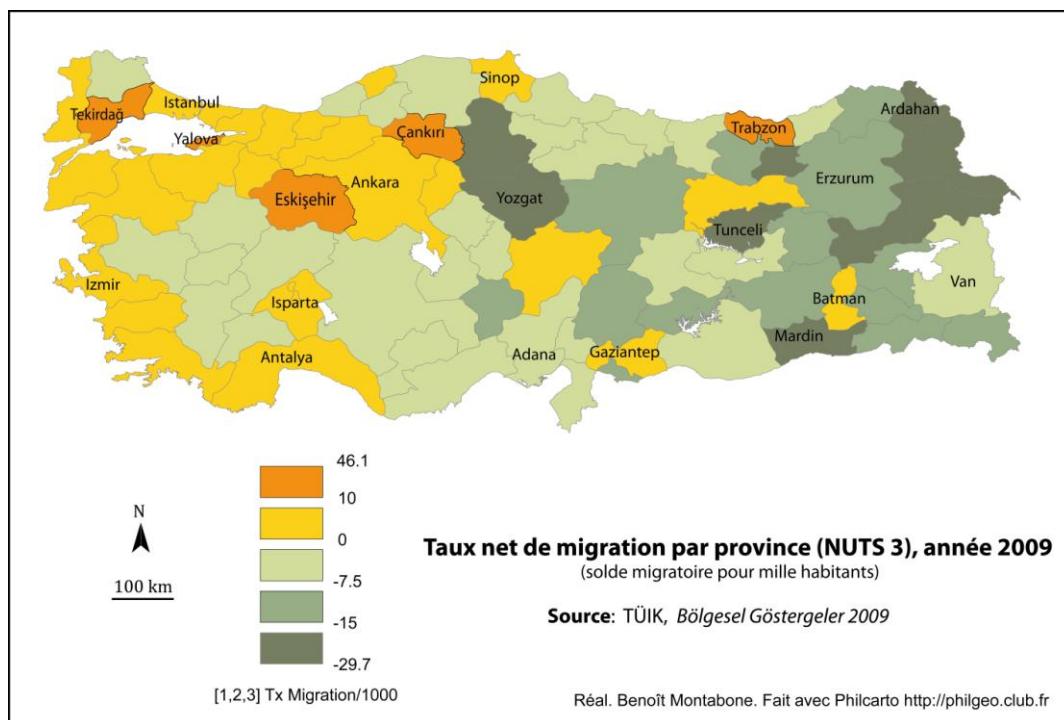 Sinop
Ardahan
Tekirdağ
Istanbul
Trabzon
Çankırı
Yalova
Ankara
Erzurum
Eskişehir
Yozgat
Tunceli
Izmir
Isparta
Batman
Van
Mardin
Antalya
Adana
Gaziantep
46.1
10
0
-7.5
-15
-29.7
[1,2,3] Tx Migration/1000
N
100 km
Taux net de migration par province (NUTS 3), année 2009
(solde migratoire pour mille habitants)
Source: TÜIK, Bölgesel Göstergeler 2009
Réal. Benoît Montabone. Fait avec Philcarto http://philgeo.club.fr